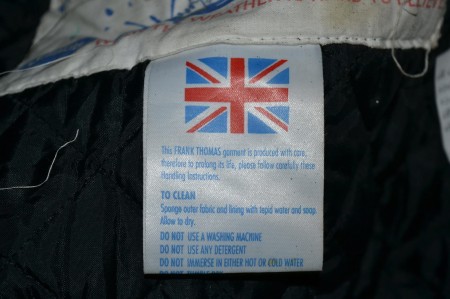 This FRANK THOMAS garment is produced with care,
therefore to prolong its life, please follow carefully these
Handling Instructions.
TO CLEAN
Sponge outer fabric and lining with tepid water and soap.
Allow to dry.
DO NOT USE A WASHING MACHINE
DO NOT USE ANY DETERGENT
DO NOT IMMERSE IN EITHER HOT OR COLD WATER
DO NOT